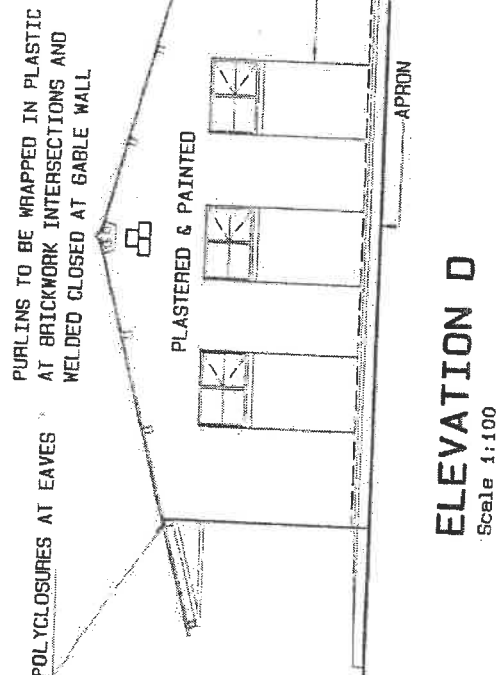 PURLINS TO BE WRAPPED IN PLASTIC
AT BRICKWORK INTERSECTIONS AND
WELDED CLOSED AT GABLE WALL
POLYCLOSURES AT EAVES
PLASTERED & PAINTED
APRON
ELEVATION D
Scale 1:100